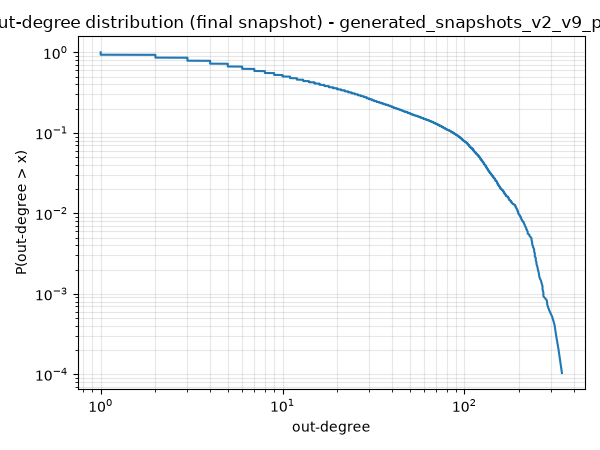 out-degree distribution (final snapshot) - generated_snapshots_v2_v9_p
10⁰
10⁻¹
10⁻²
10⁻³
10⁻⁴
P(out-degree > x)
10⁰ 10¹ 10²
out-degree